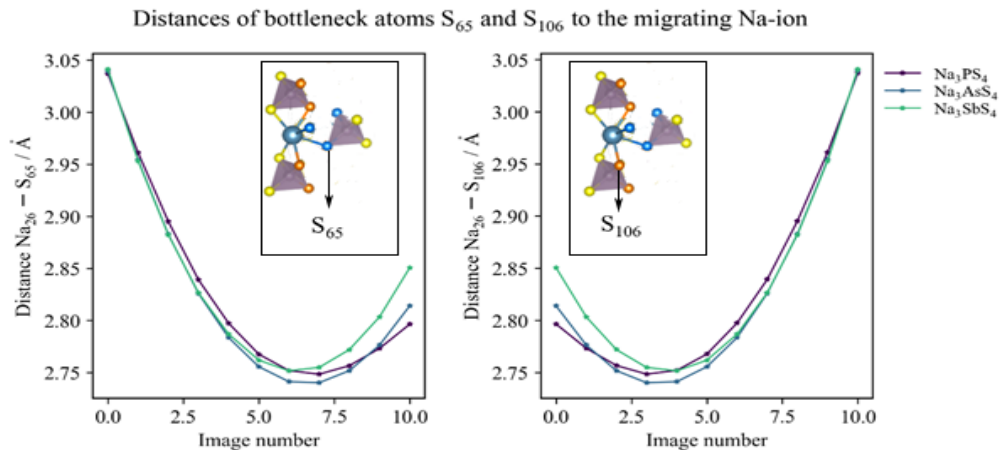 Distances of bottleneck atoms S₆₅ and S₁₀₆ to the migrating Na-ion
Distance Na₂₆ – S₆₅ / Å
3.05
3.00
2.95
2.90
2.85
2.80
2.75
0.0 2.5 5.0 7.5 10.0
Image number
S₆₅
Distance Na₂₆ – S₁₀₆ / Å
3.05
3.00
2.95
2.90
2.85
2.80
2.75
0.0 2.5 5.0 7.5 10.0
Image number
S₁₀₆
Na₃PS₄
Na₃AsS₄
Na₃SbS₄